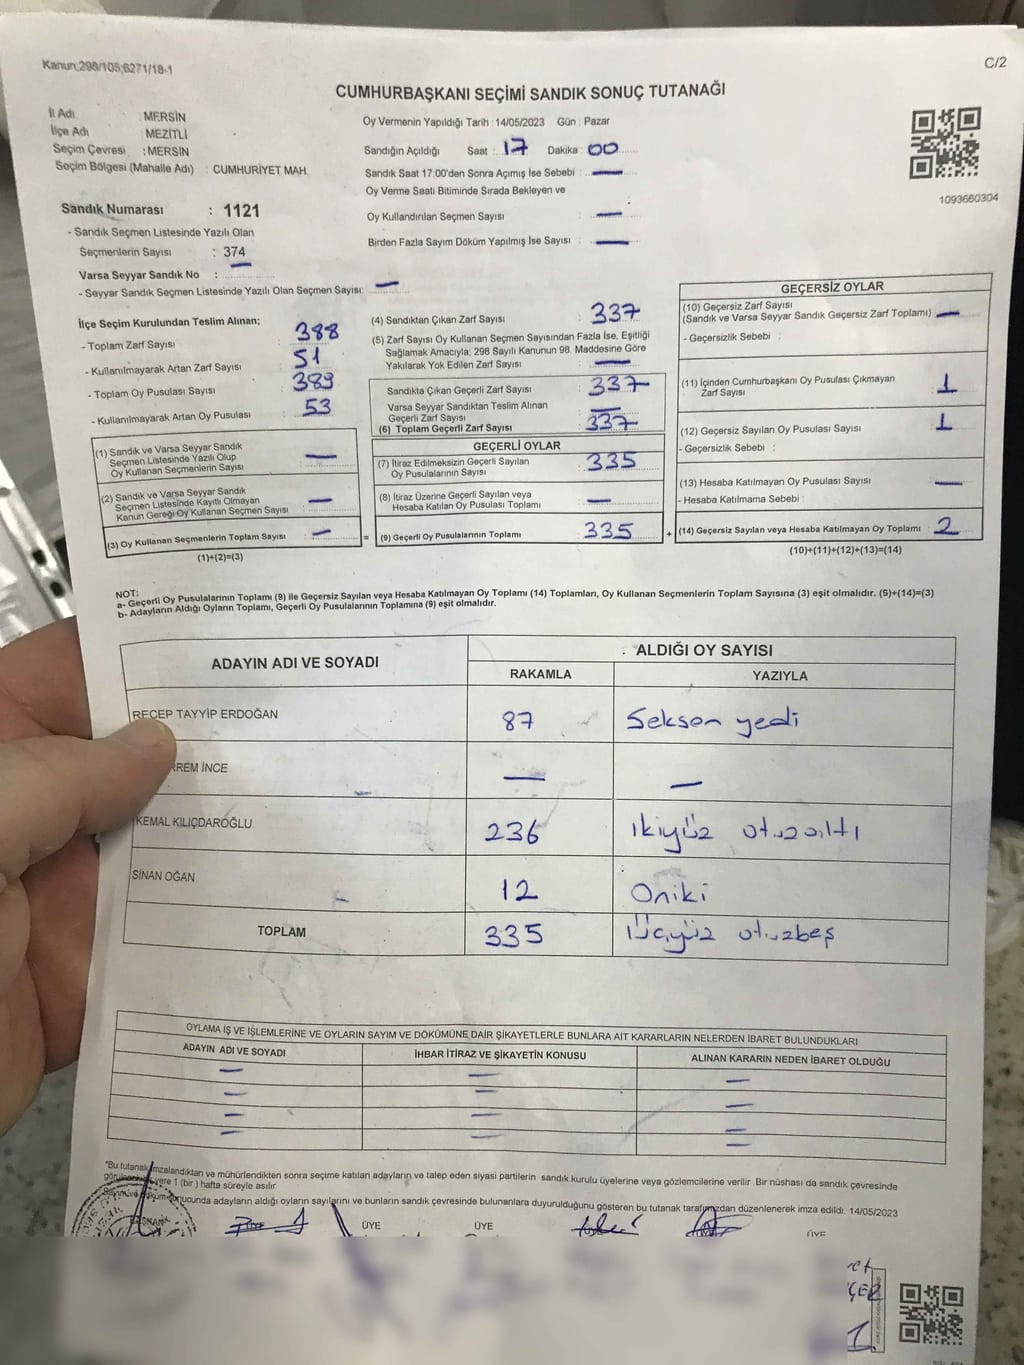 Kanun;298/105;6271/18-1
C/2
CUMHURBAŞKANI SEÇİMİ SANDIK SONUÇ TUTANAĞI
İl Adı : MERSİN
İlçe Adı MEZİTLİ
Seçim Çevresi : MERSİN
Seçim Bölgesi (Mahalle Adı) : CUMHURİYET MAH.
Sandık Numarası : 1121
- Sandık Seçmen Listesinde Yazılı Olan
Seçmenlerin Sayısı : 374
Varsa Seyyar Sandık No : —
- Seyyar Sandık Seçmen Listesinde Yazılı Olan Seçmen Sayısı: —
Oy Vermenin Yapıldığı Tarih : 14/05/2023 Gün : Pazar
Sandığın Açıldığı Saat : 17 Dakika : 00
Sandık Saat 17:00'den Sonra Açımış İse Sebebi : —
Oy Verme Saati Bitiminde Sırada Bekleyen ve
Oy Kullandırılan Seçmen Sayısı : —
Birden Fazla Sayım Döküm Yapılmış İse Sayısı : —
1093660304
İlçe Seçim Kurulundan Teslim Alınan;
- Toplam Zarf Sayısı : 388
- Kullanılmayarak Artan Zarf Sayısı : 51
- Toplam Oy Pusulası Sayısı : 389
- Kullanılmayarak Artan Oy Pusulası : 53
(1) Sandık ve Varsa Seyyar Sandık
Seçmen Listesinde Yazılı Olup
Oy Kullanan Seçmenlerin Sayısı : —
(2) Sandık ve Varsa Seyyar Sandık
Seçmen Listesinde Kayıtlı Olmayan
Kanun Gereği Oy Kullanan Seçmen Sayısı : —
(3) Oy Kullanan Seçmenlerin Toplam Sayısı : —
(1)+(2)=(3)
(4) Sandıktan Çıkan Zarf Sayısı : 337
(5) Zarf Sayısı Oy Kullanan Seçmen Sayısından Fazla İse, Eşitliği
Sağlamak Amacıyla; 298 Sayılı Kanunun 98. Maddesine Göre
Yakılarak Yok Edilen Zarf Sayısı : —
Sandıkta Çıkan Geçerli Zarf Sayısı : 337
Varsa Seyyar Sandıktan Teslim Alınan
Geçerli Zarf Sayısı : —
(6) Toplam Geçerli Zarf Sayısı : 337
GEÇERLİ OYLAR
(7) İtiraz Edilmeksizin Geçerli Sayılan
Oy Pusulalarının Sayısı : 335
(8) İtiraz Üzerine Geçerli Sayılan veya
Hesaba Katılan Oy Pusulası Toplamı : —
= (9) Geçerli Oy Pusulalarının Toplamı : 335 +
GEÇERSİZ OYLAR
(10) Geçersiz Zarf Sayısı
(Sandık ve Varsa Seyyar Sandık Geçersiz Zarf Toplamı) : —
- Geçersizlik Sebebi :
(11) İçinden Cumhurbaşkanı Oy Pusulası Çıkmayan
Zarf Sayısı : 1
(12) Geçersiz Sayılan Oy Pusulası Sayısı : 1
- Geçersizlik Sebebi :
(13) Hesaba Katılmayan Oy Pusulası Sayısı : —
- Hesaba Katılmama Sebebi :
(14) Geçersiz Sayılan veya Hesaba Katılmayan Oy Toplamı : 2
(10)+(11)+(12)+(13)=(14)
NOT:
a- Geçerli Oy Pusulalarının Toplamı (9) ile Geçersiz Sayılan veya Hesaba Katılmayan Oy Toplamı (14) Toplamları, Oy Kullanan Seçmenlerin Toplam Sayısına (3) eşit olmalıdır. (9)+(14)=(3)
b- Adayların Aldığı Oyların Toplamı, Geçerli Oy Pusulalarının Toplamına (9) eşit olmalıdır.
ADAYIN ADI VE SOYADI
ALDIĞI OY SAYISI
RAKAMLA YAZIYLA
RECEP TAYYİP ERDOĞAN 87 Seksen yedi
RREM İNCE — —
KEMAL KILIÇDAROĞLU 236 ikiyüz otuzaltı
SİNAN OĞAN 12 Oniki
TOPLAM 335 Üçyüz otuzbeş
OYLAMA İŞ VE İŞLEMLERİNE VE OYLARIN SAYIM VE DÖKÜMÜNE DAİR ŞİKAYETLERLE BUNLARA AİT KARARLARIN NELERDEN İBARET BULUNDUKLARI
ADAYIN ADI VE SOYADI İHBAR İTİRAZ VE ŞİKAYETİN KONUSU ALINAN KARARIN NEDEN İBARET OLDUĞU
— — —
— — —
— — —
— — —
"Bu tutanak imzalandıktan ve mühürlendikten sonra seçime katılan adayların ve talep eden siyasi partilerin sandık kurulu üyelerine veya gözlemcilerine verilir. Bir nüshası da sandık çevresinde
yere 1 (bir) hafta süreyle asılır.
sonucunda adayların aldığı oyların sayılarını ve bunların sandık çevresinde bulunanlara duyurulduğunu gösteren bu tutanak tarafımızdan düzenlenerek imza edildi. 14/05/2023
BAŞKAN ÜYE ÜYE ÜYE